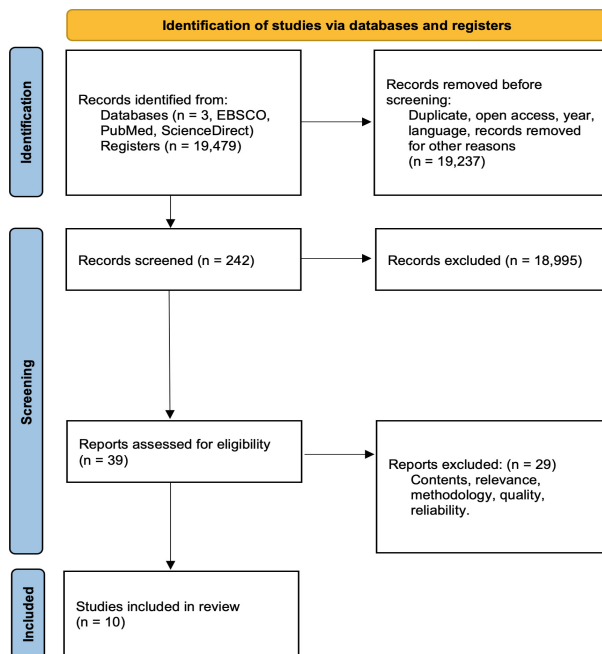 Identification of studies via databases and registers
Identification
Records identified from:
Databases (n = 3, EBSCO,
PubMed, ScienceDirect)
Registers (n = 19,479)
Records removed before
screening:
Duplicate, open access, year,
language, records removed
for other reasons
(n = 19,237)
Screening
Records screened (n = 242)
Records excluded (n = 18,995)
Reports assessed for eligibility
(n = 39)
Reports excluded: (n = 29)
Contents, relevance,
methodology, quality,
reliability.
Included
Studies included in review
(n = 10)